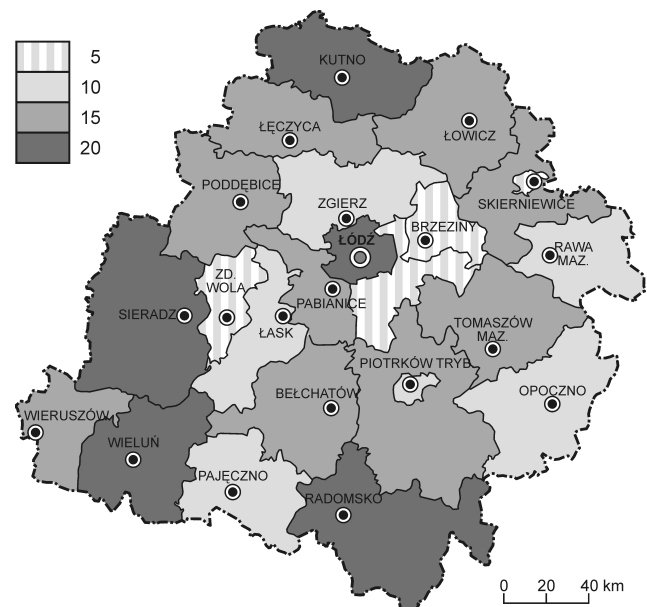 5
10
15
20
KUTNO
ŁĘCZYCA
ŁOWICZ
PODDĘBICE
ZGIERZ
SKIERNIEWICE
BRZEZINY
ŁÓDŹ
RAWA
MAZ.
ZD.
WOLA
PABIANICE
SIERADZ
ŁASK
TOMASZÓW
MAZ.
PIOTRKÓW TRYB.
OPOCZNO
BEŁCHATÓW
WIERUSZÓW
WIELUŃ
PAJĘCZNO
RADOMSKO
0 20 40 km